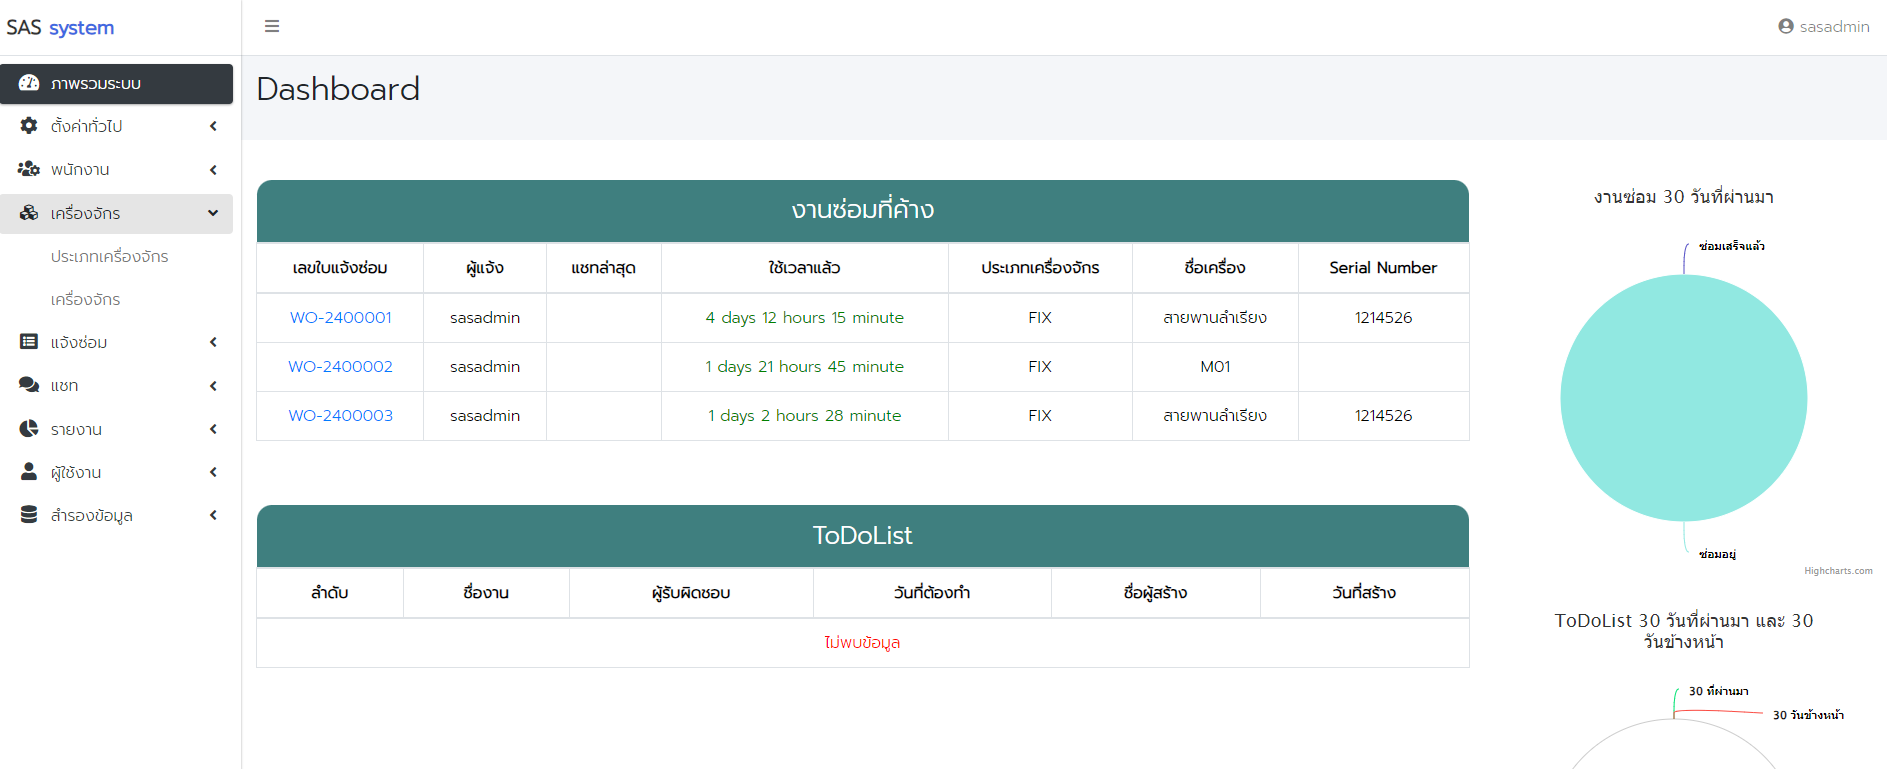 SAS system
sasadmin
ภาพรวมระบบ
ตั้งค่าทั่วไป
พนักงาน
เครื่องจักร
ประเภทเครื่องจักร
เครื่องจักร
แจ้งซ่อม
แชท
รายงาน
ผู้ใช้งาน
สำรองข้อมูล
Dashboard
งานซ่อมที่ค้าง
เลขใบแจ้งซ่อม ผู้แจ้ง แชทล่าสุด ใช้เวลาแล้ว ประเภทเครื่องจักร ชื่อเครื่อง Serial Number
WO-2400001 sasadmin 4 days 12 hours 15 minute FIX สายพานลำเรียง 1214526
WO-2400002 sasadmin 1 days 21 hours 45 minute FIX M01
WO-2400003 sasadmin 1 days 2 hours 28 minute FIX สายพานลำเรียง 1214526
ToDoList
ลำดับ ชื่องาน ผู้รับผิดชอบ วันที่ต้องทำ ชื่อผู้สร้าง วันที่สร้าง
ไม่พบข้อมูล
งานซ่อม 30 วันที่ผ่านมา
ซ่อมเสร็จแล้ว
ซ่อมอยู่
Highcharts.com
ToDoList 30 วันที่ผ่านมา และ 30
วันข้างหน้า
30 ที่ผ่านมา
30 วันข้างหน้า